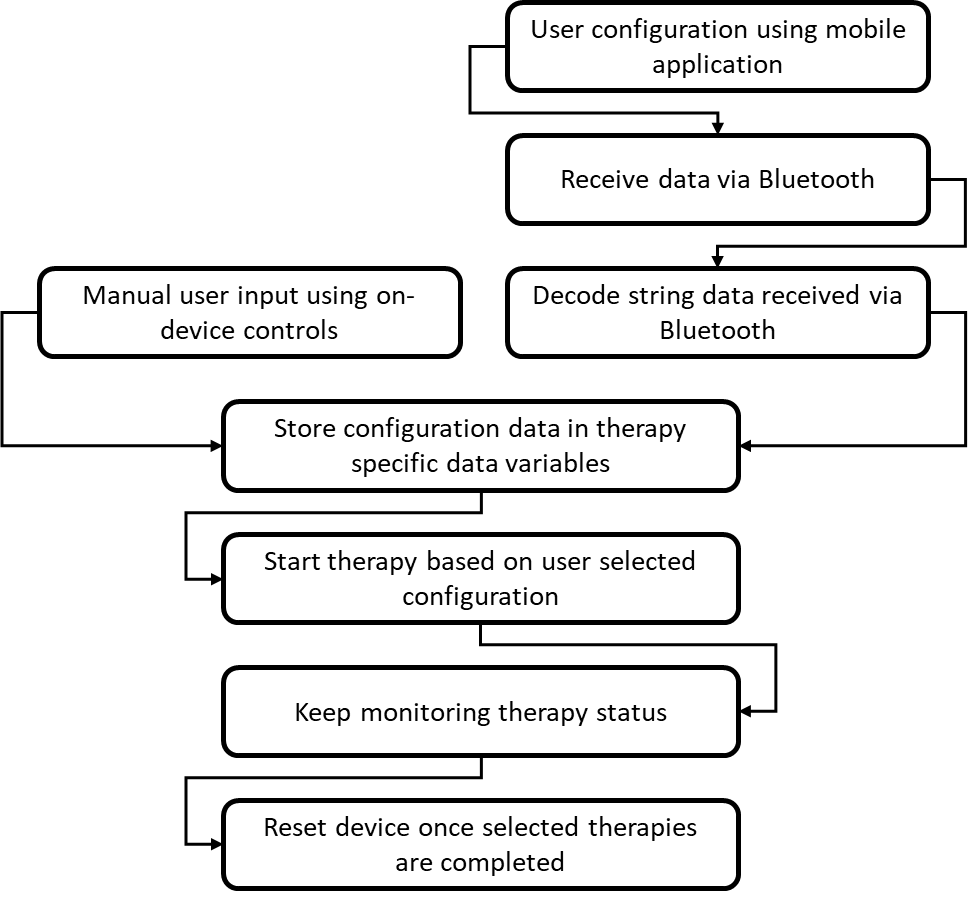 User configuration using mobile
application
Receive data via Bluetooth
Manual user input using on-
device controls
Decode string data received via
Bluetooth
Store configuration data in therapy
specific data variables
Start therapy based on user selected
configuration
Keep monitoring therapy status
Reset device once selected therapies
are completed